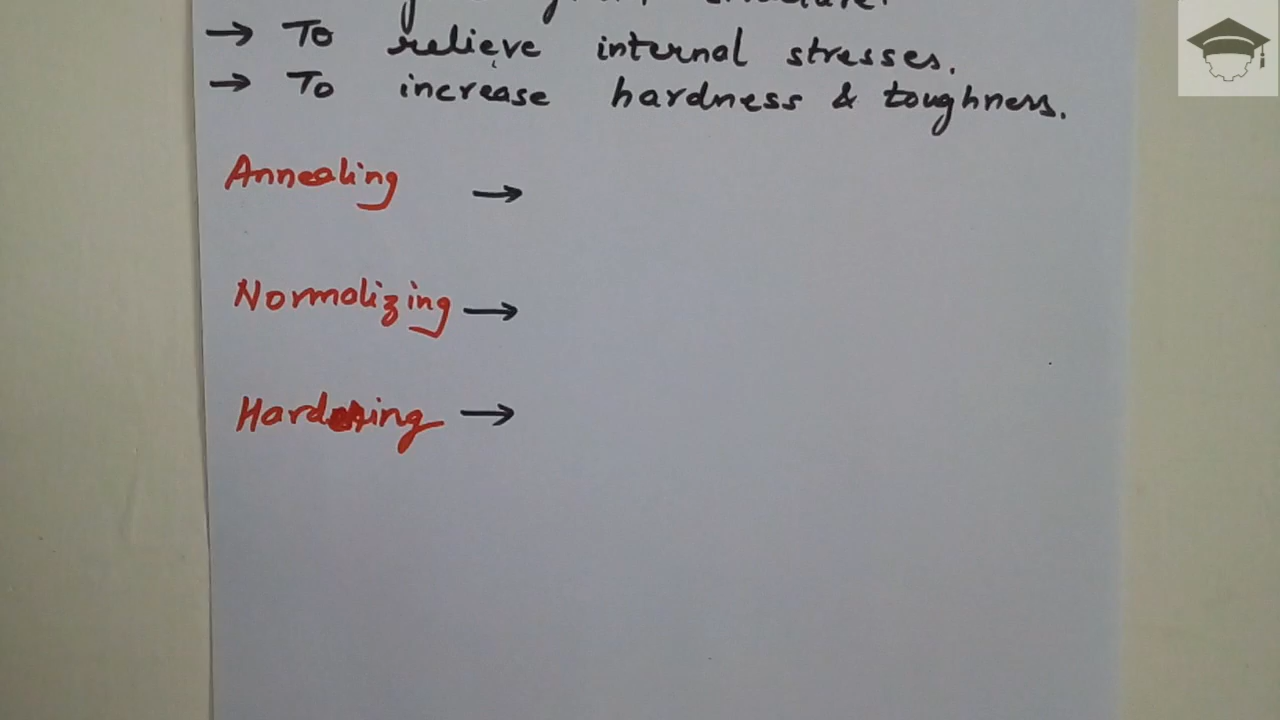 → To relieve internal stresses.
→ To increase hardness & toughness.
Annealing →
Normalizing →
Hardening →